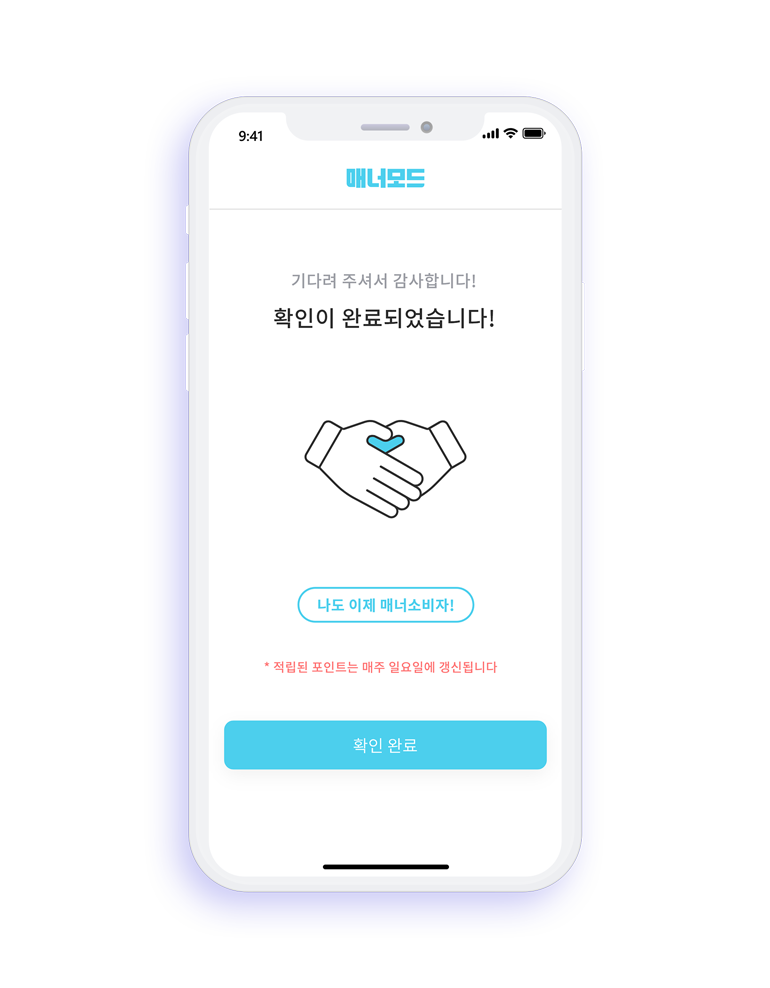 9:41
매너모드
기다려 주셔서 감사합니다!
확인이 완료되었습니다!
나도 이제 매너소비자!
* 적립된 포인트는 매주 일요일에 갱신됩니다
확인 완료